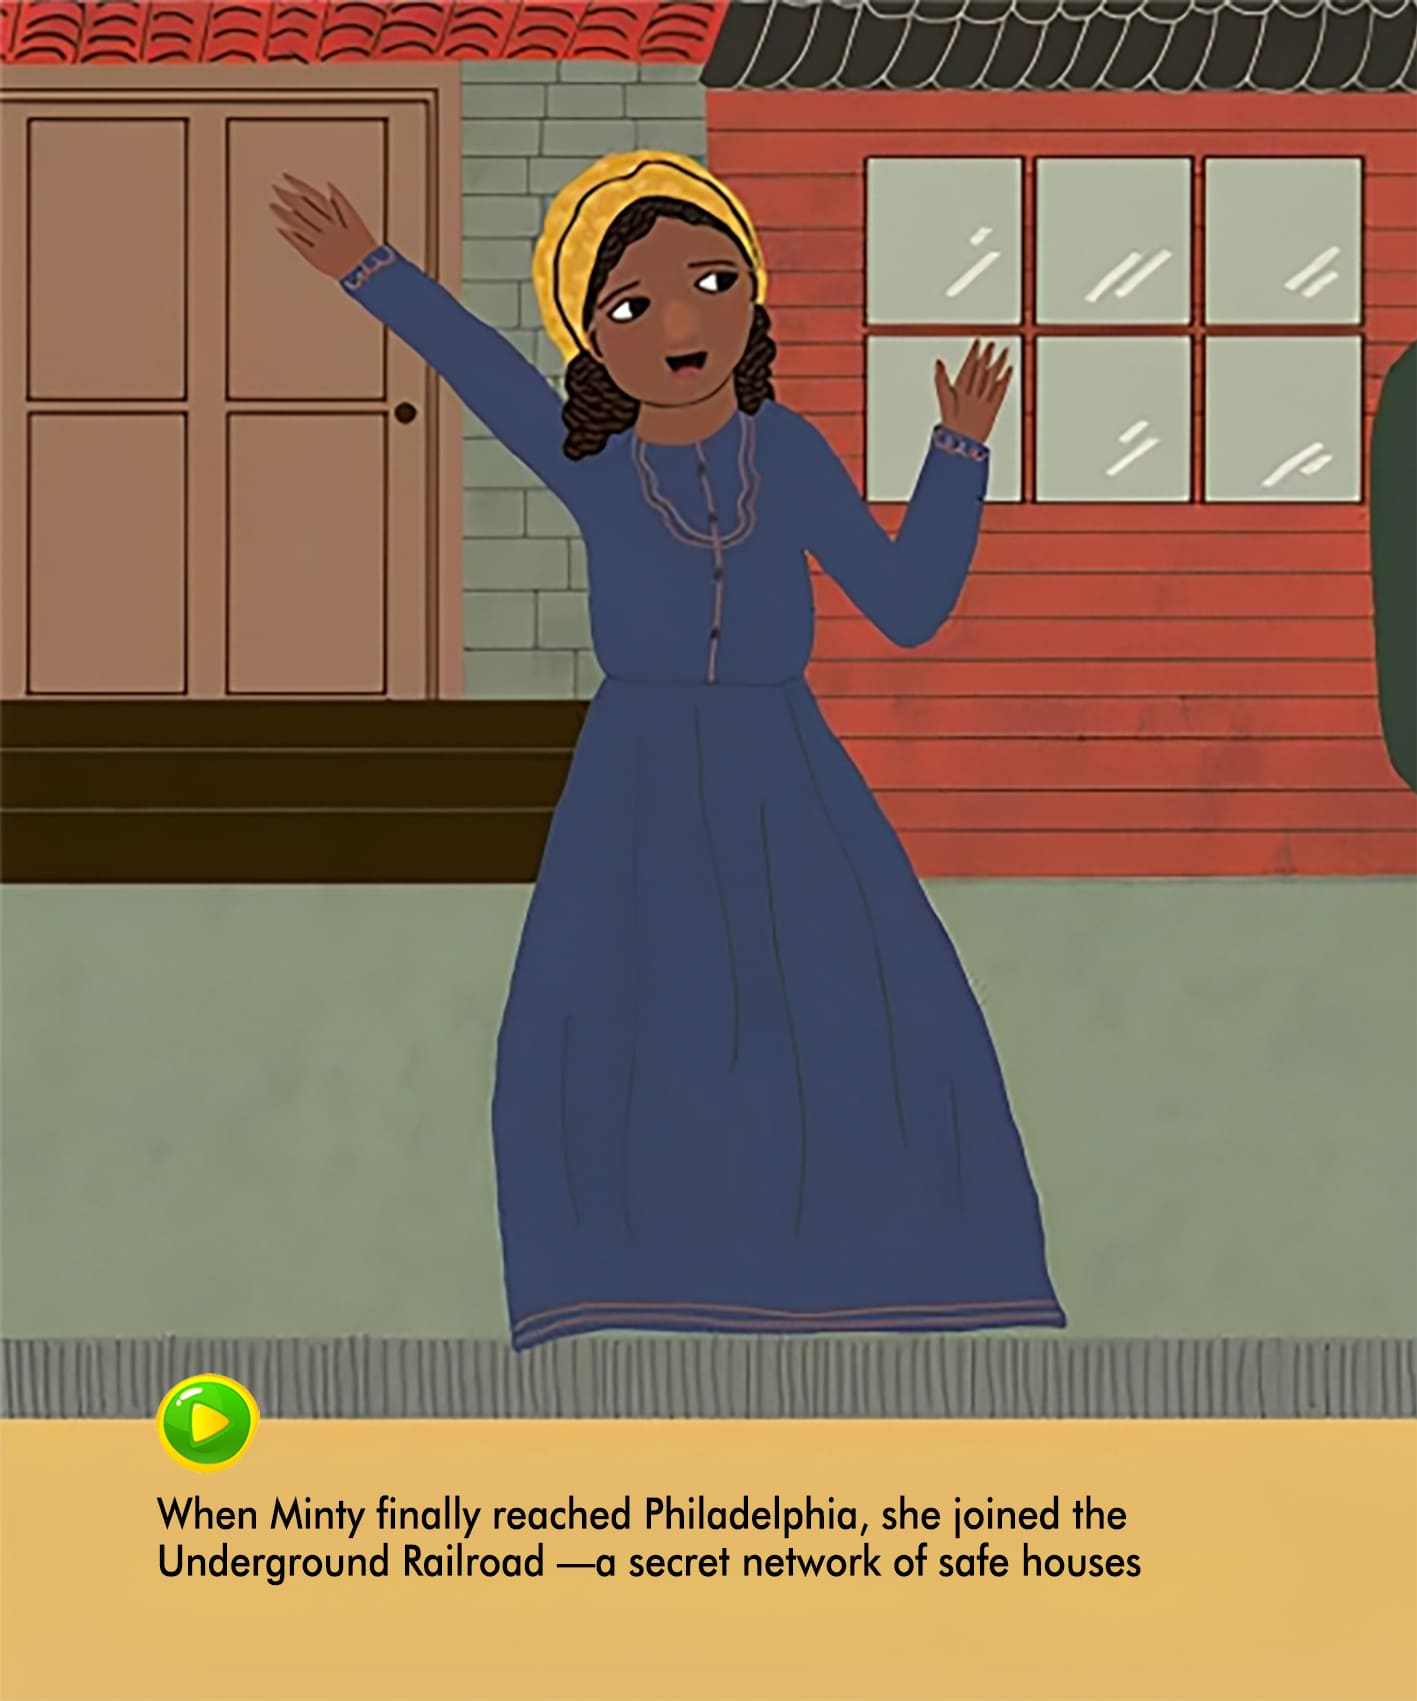 When Minty finally reached Philadelphia, she joined the
Underground Railroad —a secret network of safe houses